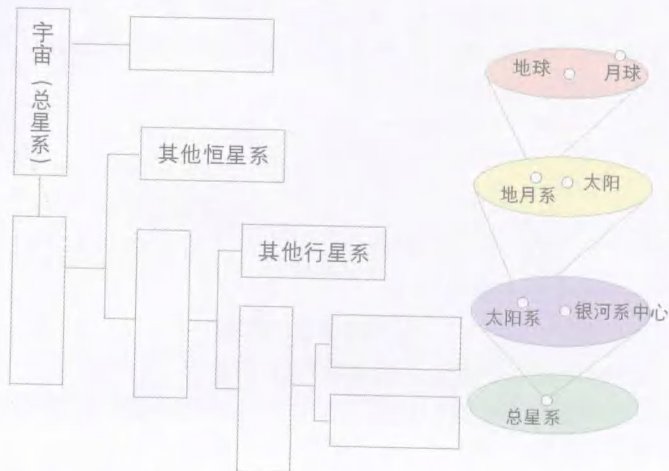 宇宙（总星系）
其他恒星系
其他行星系
地球
月球
地月系
太阳
太阳系
银河系中心
总星系